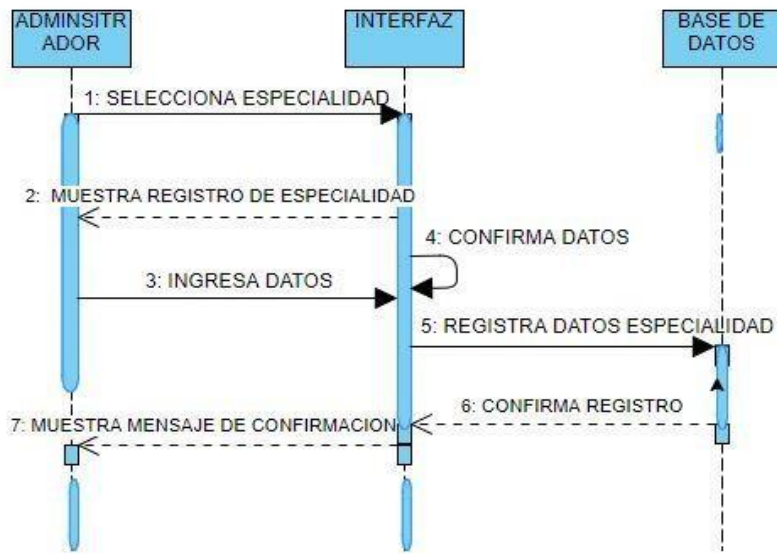 ADMINSITR
ADOR
INTERFAZ
BASE DE
DATOS
1: SELECCIONA ESPECIALIDAD
2: MUESTRA REGISTRO DE ESPECIALIDAD
4: CONFIRMA DATOS
3: INGRESA DATOS
5: REGISTRA DATOS ESPECIALIDAD
6: CONFIRMA REGISTRO
7: MUESTRA MENSAJE DE CONFIRMACION